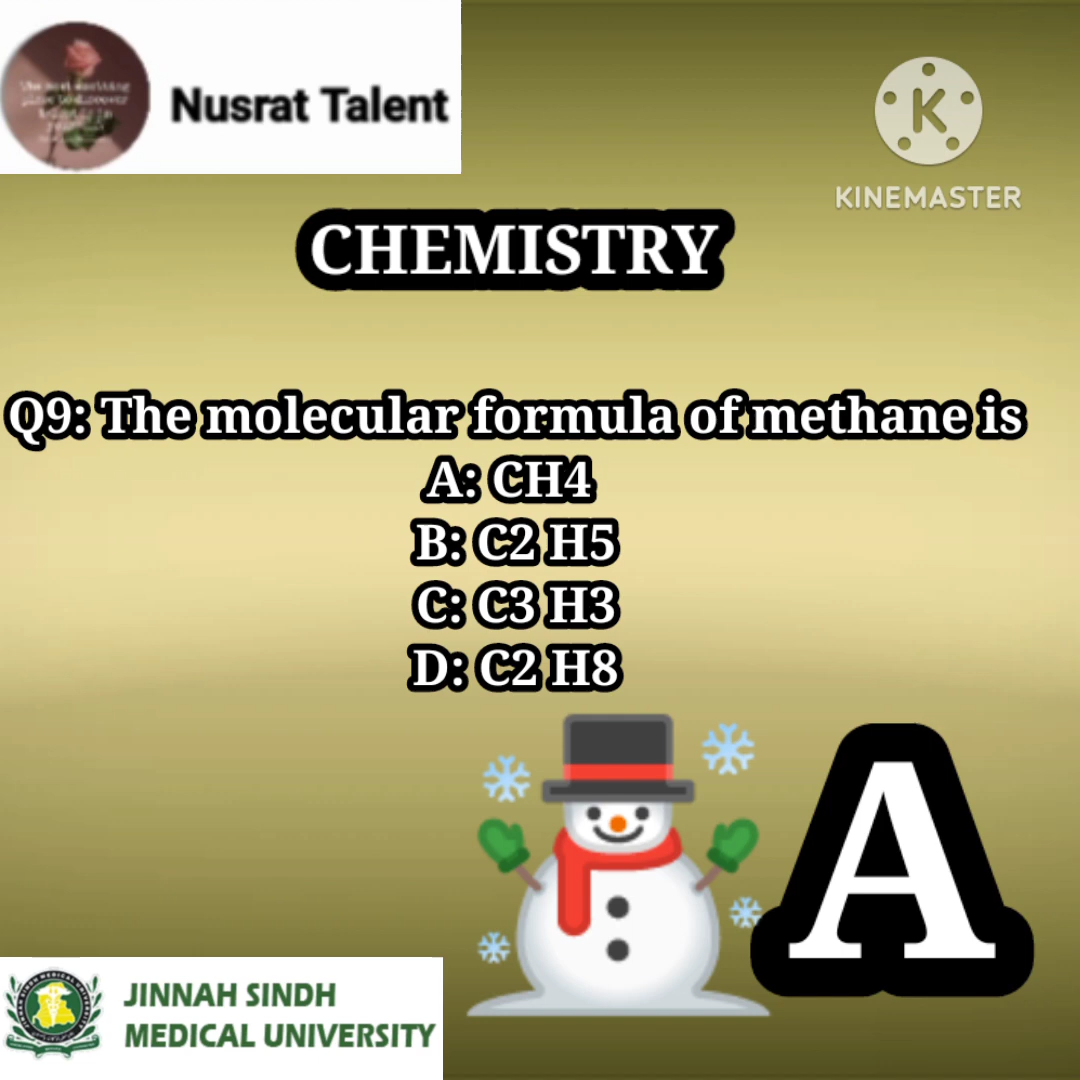 Nusrat Talent
K
KINEMASTER
CHEMISTRY
Q9: The molecular formula of methane is
A: CH4
B: C2 H5
C: C3 H3
D: C2 H8
A
JINNAH SINDH
MEDICAL UNIVERSITY